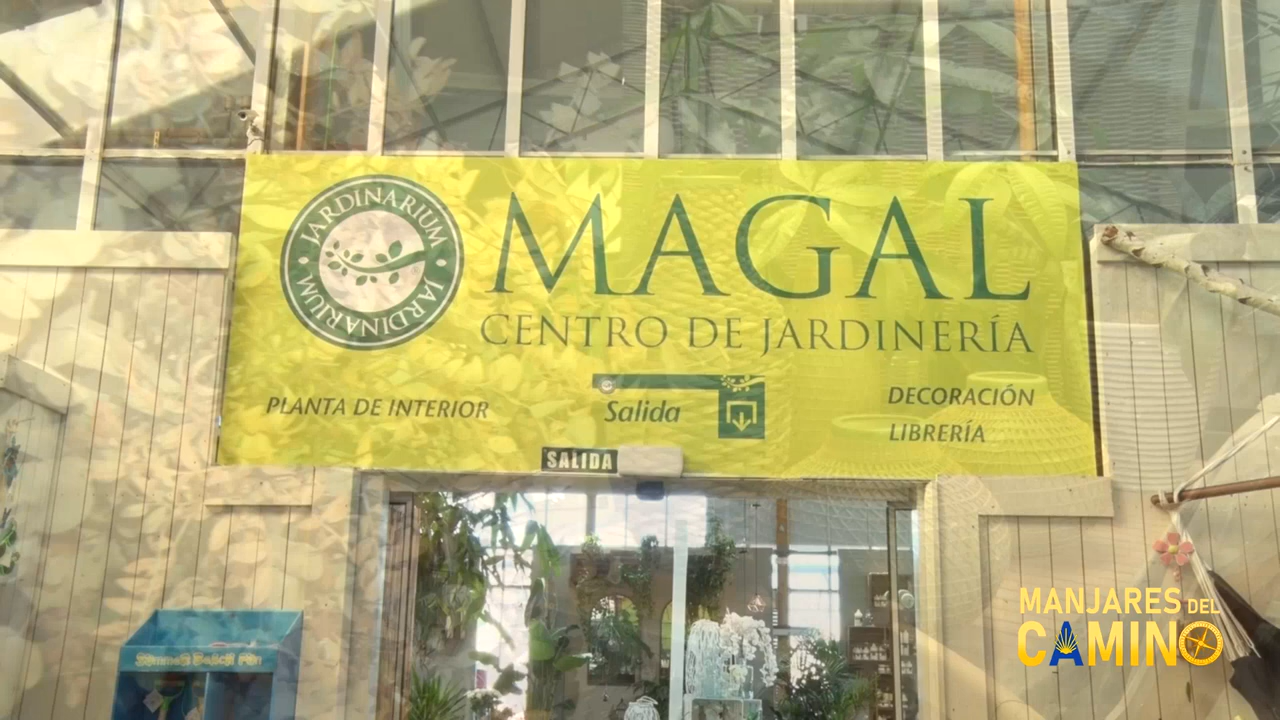 JARDINARIUM · JARDINARIUM ·
MAGAL
CENTRO DE JARDINERÍA
PLANTA DE INTERIOR
Salida
DECORACIÓN
LIBRERÍA
SALIDA
MANJARES DEL
CAMINO